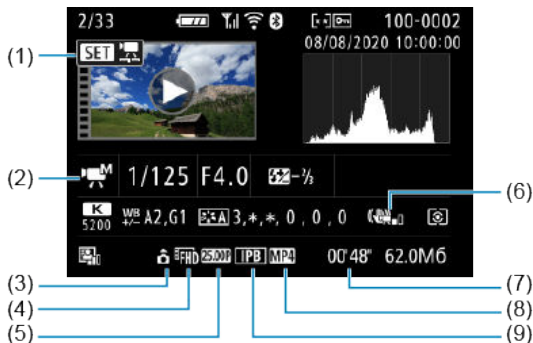 2/33 100-0002
08/08/2020 10:00:00
(1) SET
(2) M 1/125 F4.0 -⅔
(6)
K 5200 WB +/- A2,G1 A 3,*,*, 0 , 0 , 0
FHD 25.00P IPB MP4 00'48" 62.0Мб
(3) (7)
(4) (8)
(5) (9)